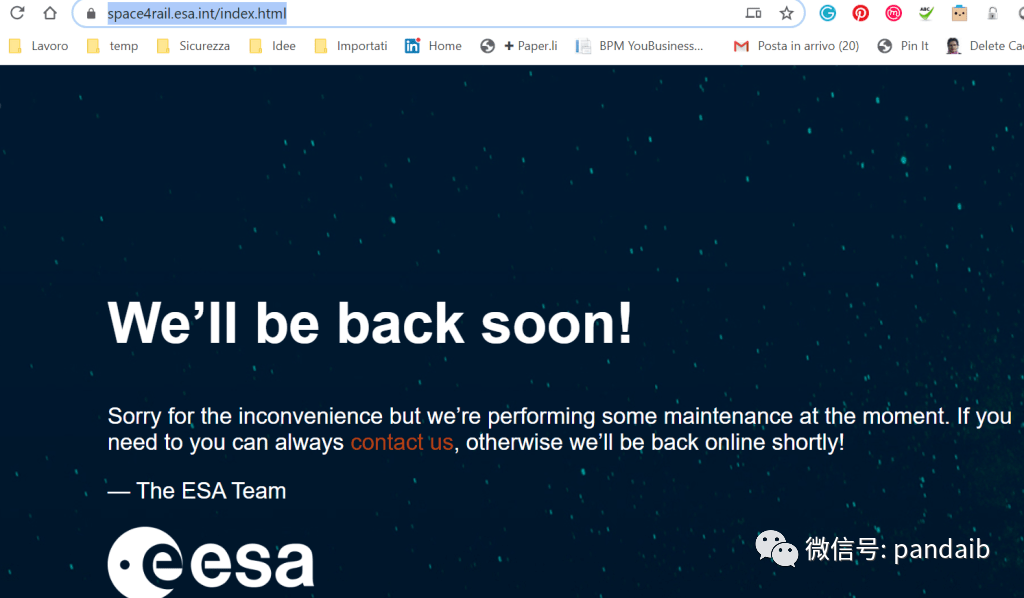 space4rail.esa.int/index.html
Lavoro temp Sicurezza Idee Importati Home + Paper.li BPM YouBusiness... Posta in arrivo (20) Pin It Delete Cac
We’ll be back soon!
Sorry for the inconvenience but we’re performing some maintenance at the moment. If you
need to you can always contact us, otherwise we’ll be back online shortly!
— The ESA Team
esa
微信号: pandaib